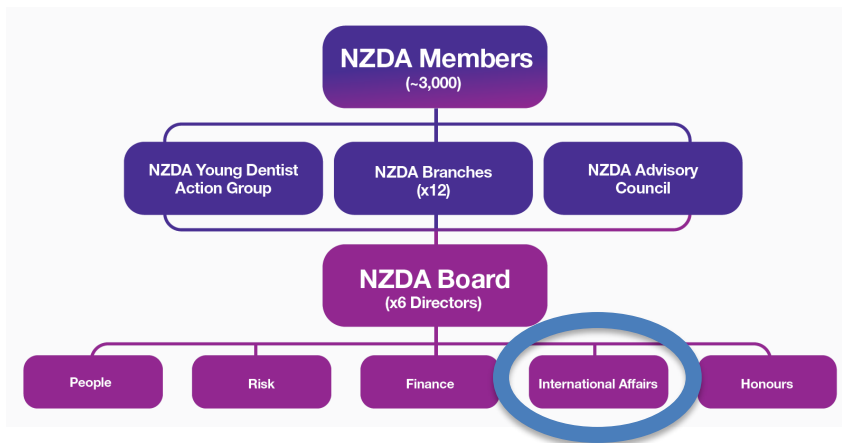 NZDA Members
(~3,000)
NZDA Young Dentist
Action Group
NZDA Branches
(x12)
NZDA Advisory
Council
NZDA Board
(x6 Directors)
People
Risk
Finance
International Affairs
Honours